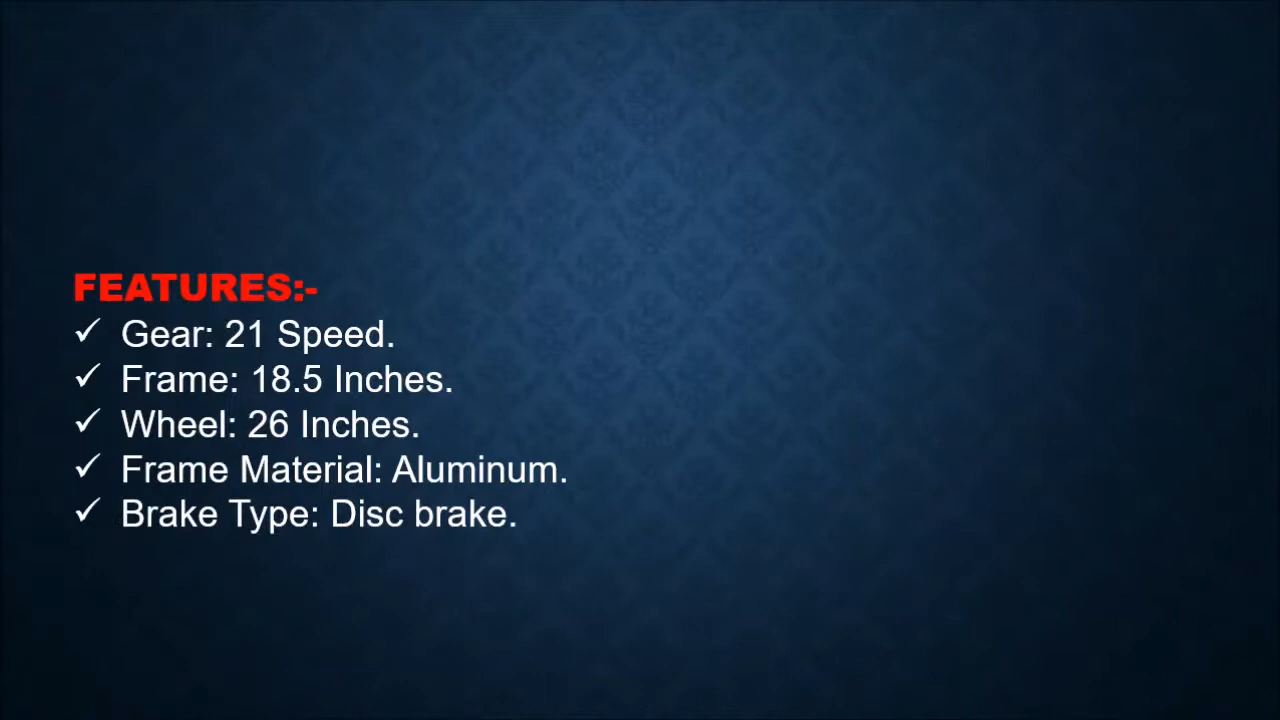 FEATURES:-
✓ Gear: 21 Speed.
✓ Frame: 18.5 Inches.
✓ Wheel: 26 Inches.
✓ Frame Material: Aluminum.
✓ Brake Type: Disc brake.